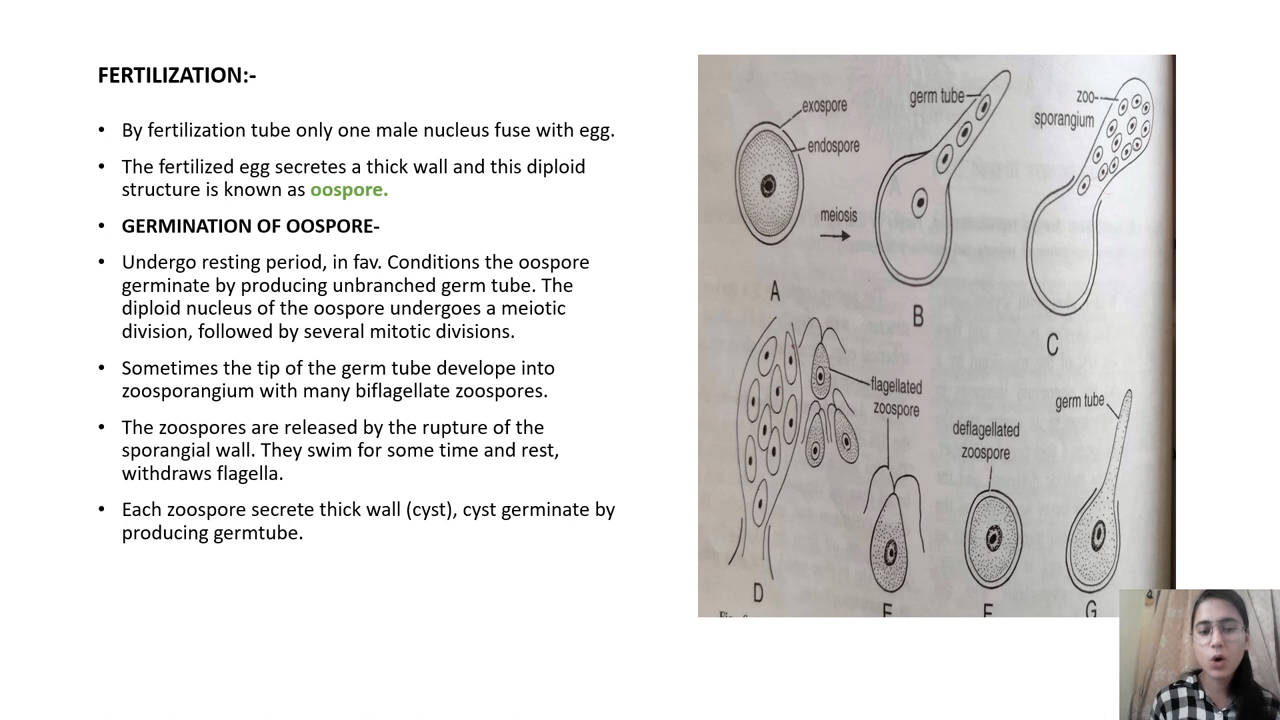 FERTILIZATION:-
• By fertilization tube only one male nucleus fuse with egg.
• The fertilized egg secretes a thick wall and this diploid
structure is known as oospore.
• GERMINATION OF OOSPORE-
• Undergo resting period, in fav. Conditions the oospore
germinate by producing unbranched germ tube. The
diploid nucleus of the oospore undergoes a meiotic
division, followed by several mitotic divisions.
• Sometimes the tip of the germ tube develope into
zoosporangium with many biflagellate zoospores.
• The zoospores are released by the rupture of the
sporangial wall. They swim for some time and rest,
withdraws flagella.
• Each zoospore secrete thick wall (cyst), cyst germinate by
producing germtube.
exospore
endospore
meiosis
A
germ tube
B
zoo-
sporangium
C
flagellated
zoospore
D
E
deflagellated
zoospore
F
germ tube
G